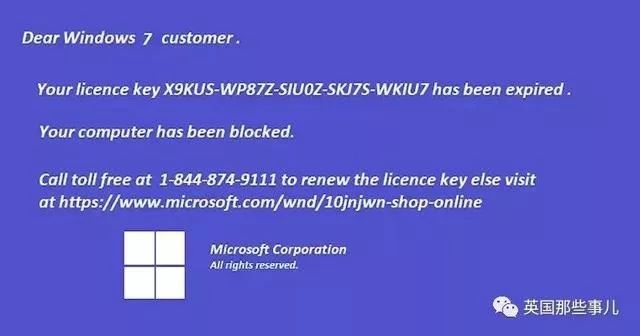 Dear Windows 7 customer .
Your licence key X9KUS-WP87Z-SIU0Z-SKJ7S-WKIU7 has been expired .
Your computer has been blocked.
Call toll free at 1-844-874-9111 to renew the licence key else visit
at https://www.microsoft.com/wnd/10jnjwn-shop-online
Microsoft Corporation
All rights reserved.
英国那些事儿